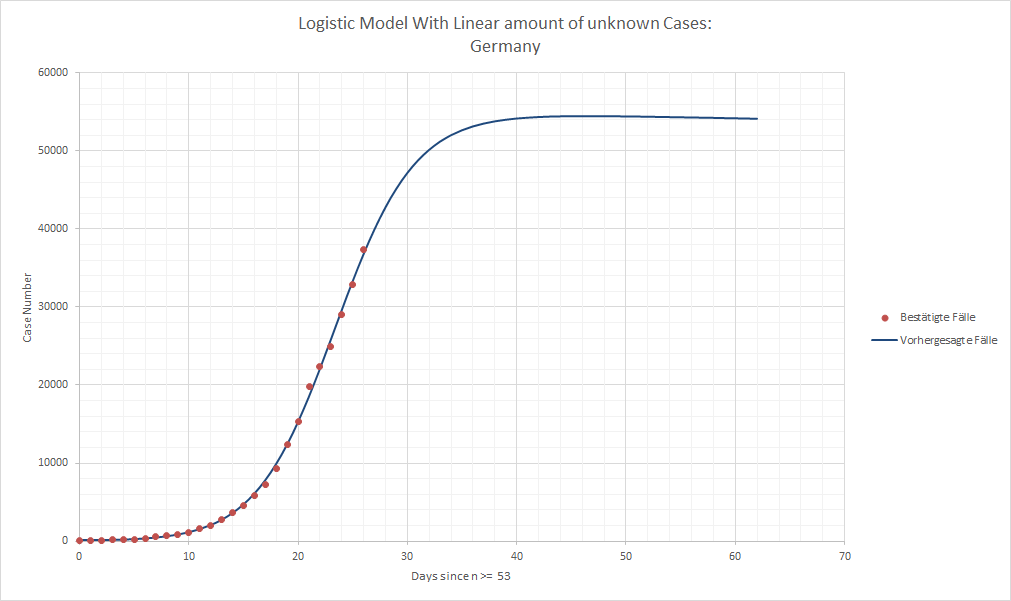 Logistic Model With Linear amount of unknown Cases:
Germany
60000
50000
40000
30000
20000
10000
0
Case Number
0 10 20 30 40 50 60 70
Days since n >= 53
Bestätigte Fälle
Vorhergesagte Fälle